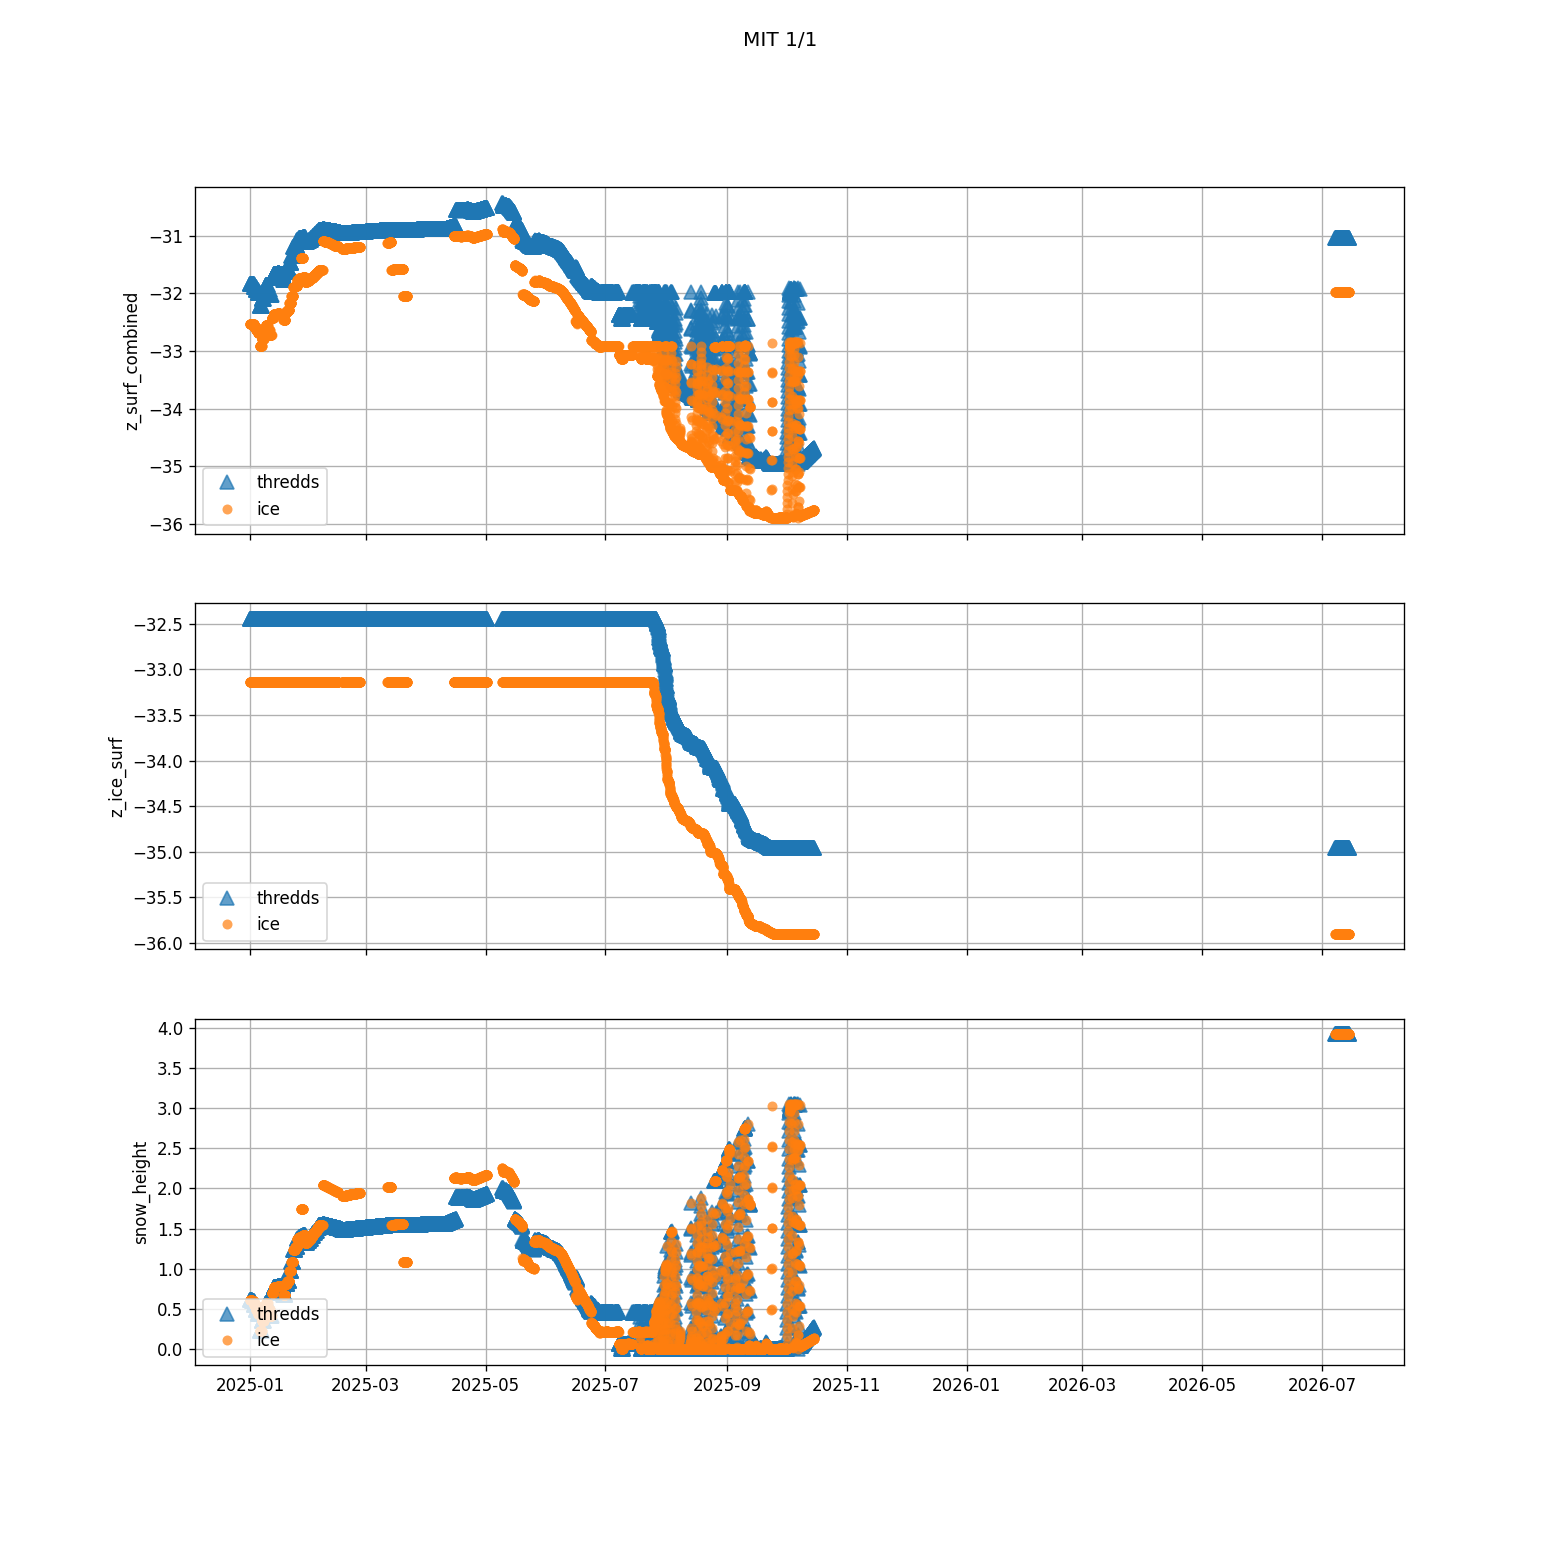 MIT 1/1
z_surf_combined
−31
−32
−33
−34
−35
−36
thredds
ice
z_ice_surf
−32.5
−33.0
−33.5
−34.0
−34.5
−35.0
−35.5
−36.0
thredds
ice
snow_height
4.0
3.5
3.0
2.5
2.0
1.5
1.0
0.5
0.0
thredds
ice
2025-01 2025-03 2025-05 2025-07 2025-09 2025-11 2026-01 2026-03 2026-05 2026-07